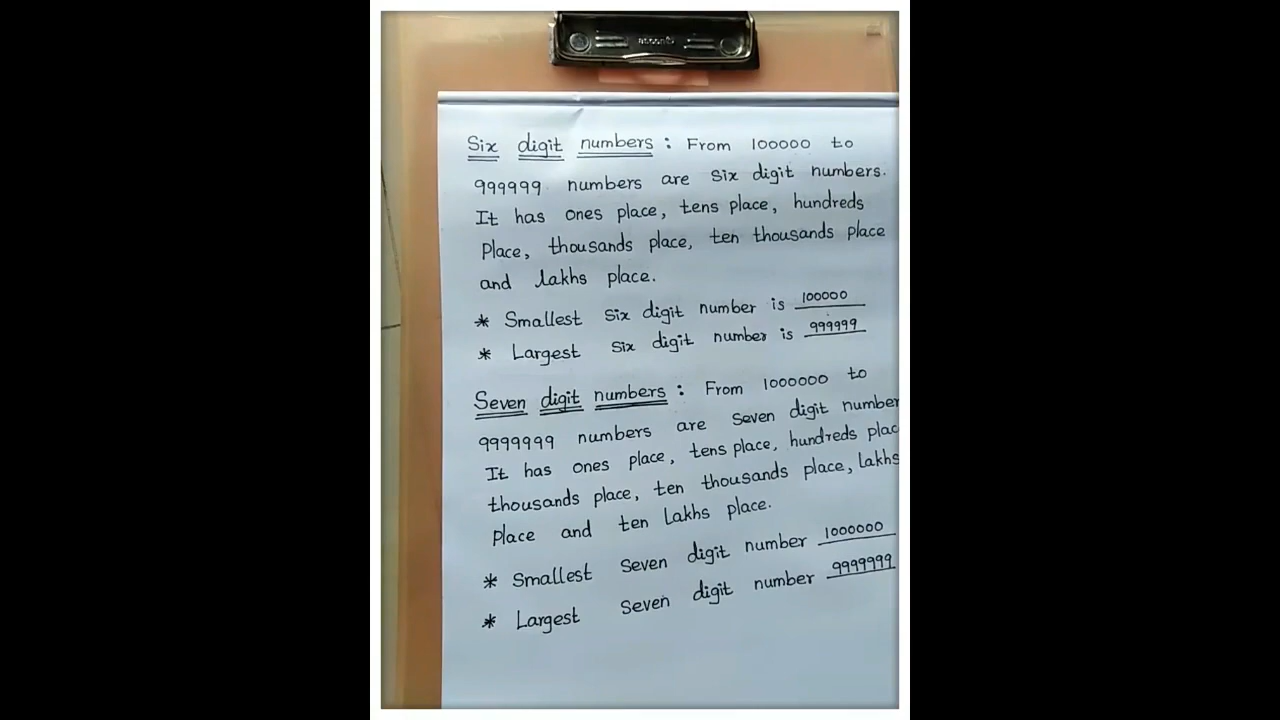 Six digit numbers : From 100000 to
999999 numbers are six digit numbers.
It has ones place, tens place, hundreds
Place, thousands place, ten thousands place
and lakhs place.
* Smallest six digit number is 100000
* Largest six digit number is 999999
Seven digit numbers : From 1000000 to
9999999 numbers are seven digit number
It has ones place, tens place, hundreds plac
thousands place, ten thousands place, lakhs
place and ten lakhs place.
* Smallest seven digit number 1000000
* Largest seven digit number 9999999